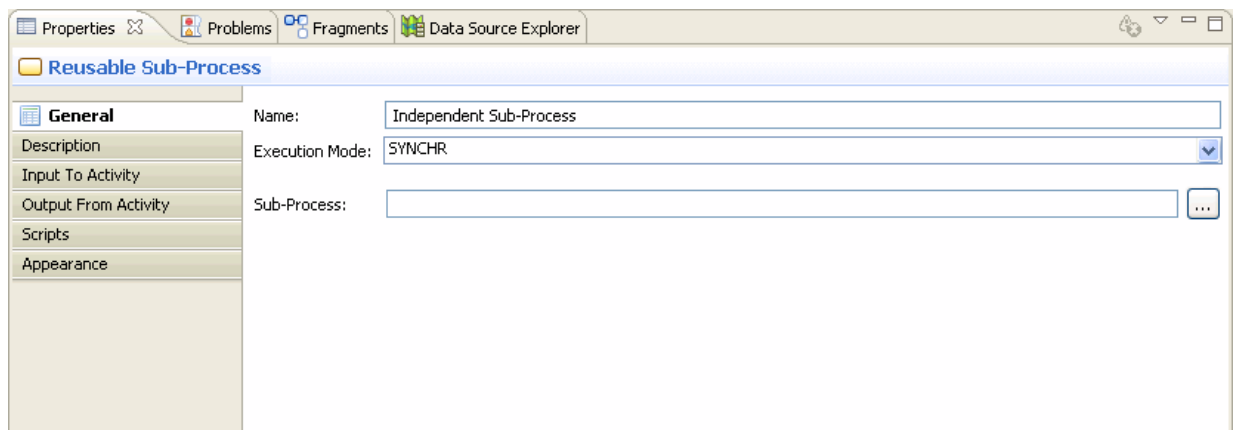 Properties Problems Fragments Data Source Explorer
Reusable Sub-Process
General
Name: Independent Sub-Process
Description
Execution Mode: SYNCHR
Input To Activity
Output From Activity
Sub-Process: ...
Scripts
Appearance